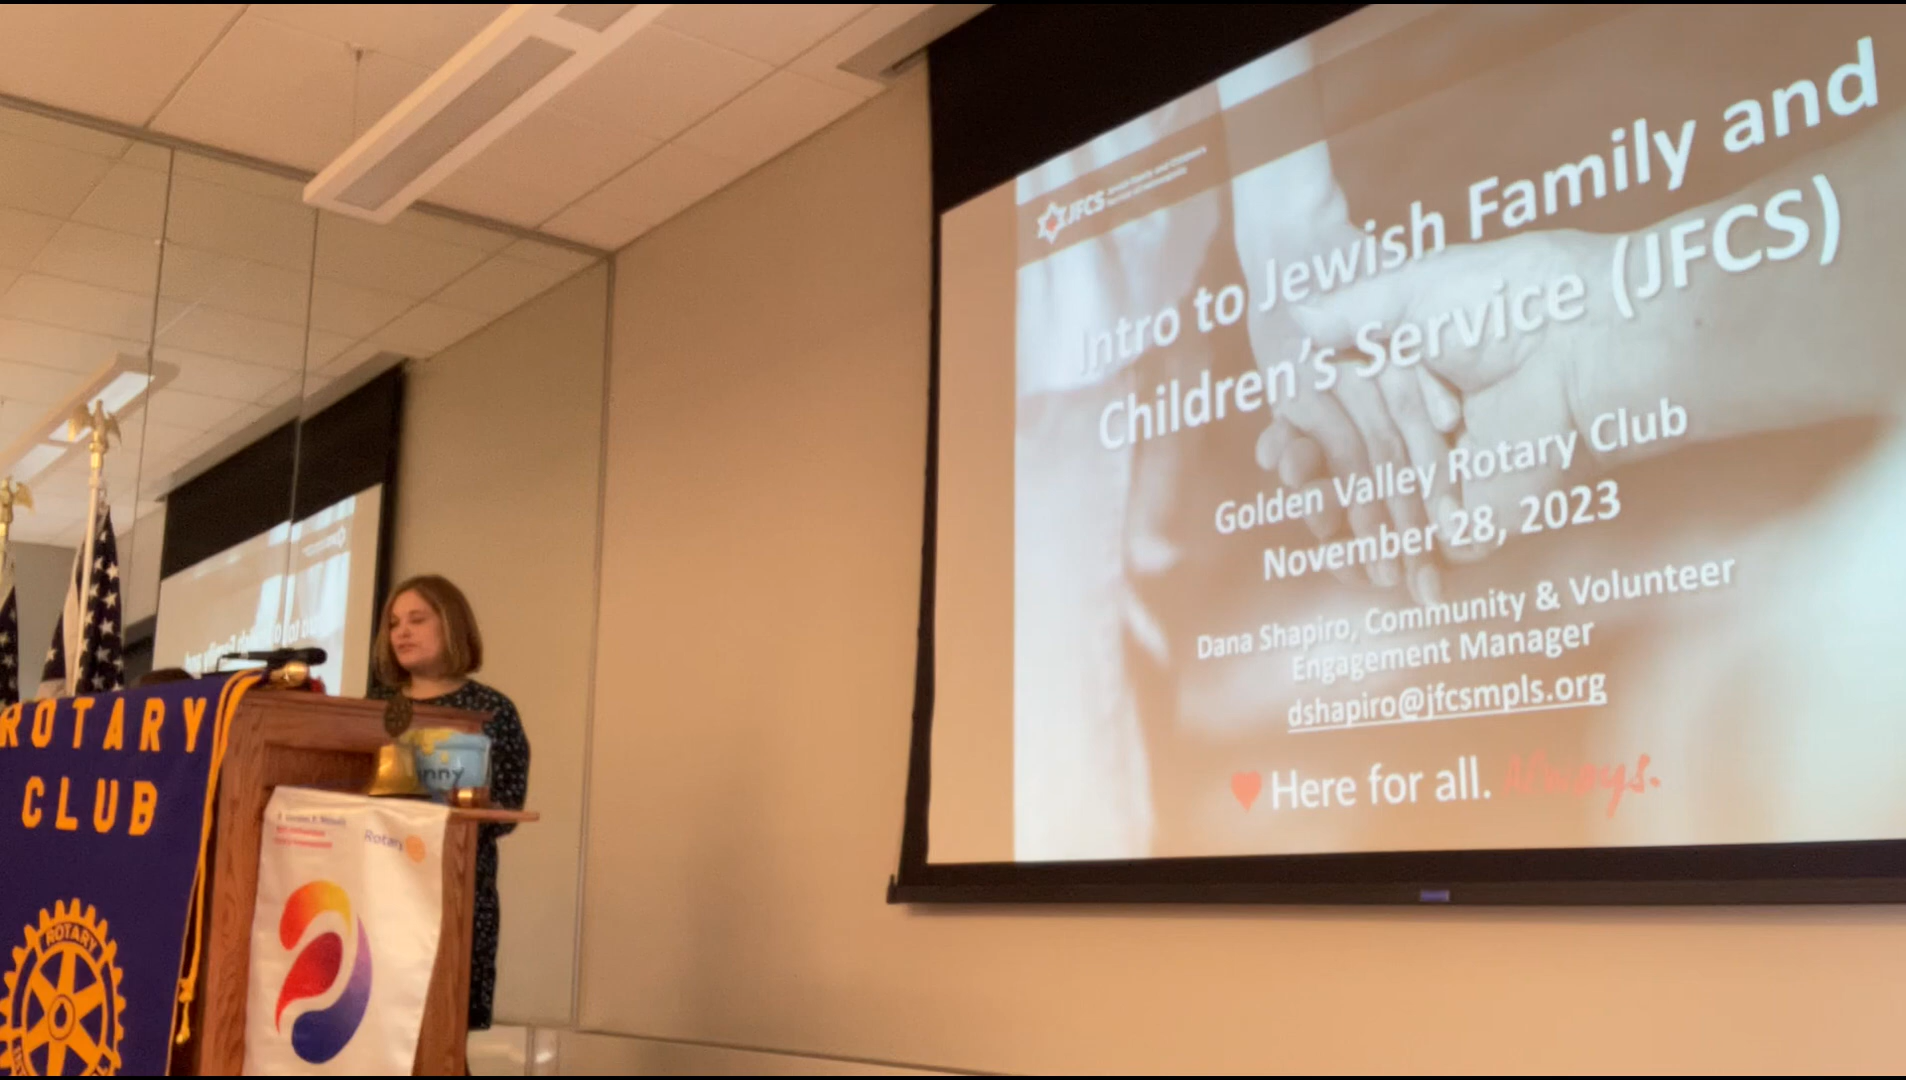 JFCS
Intro to Jewish Family and
Children's Service (JFCS)
Golden Valley Rotary Club
November 28, 2023
Dana Shapiro, Community & Volunteer
Engagement Manager
dshapiro@jfcsmpls.org
Here for all. Always.
ROTARY
CLUB
ROTARY
Rotary